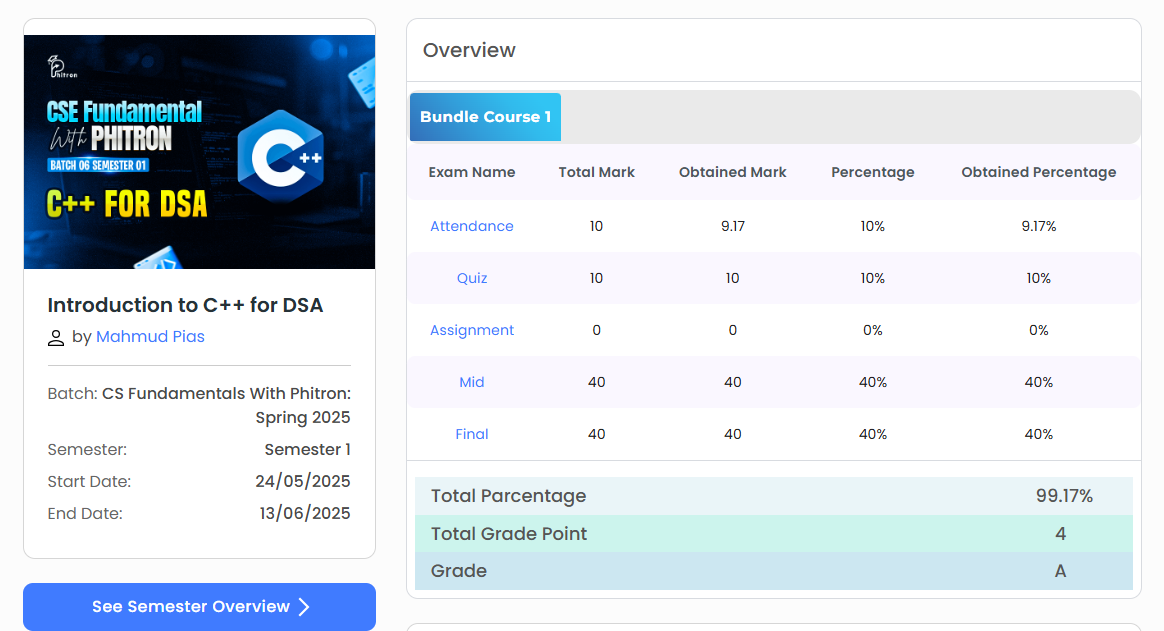 Phitron
CSE Fundamental
With PHITRON
BATCH 06 SEMESTER 01
C++ FOR DSA
C++
Introduction to C++ for DSA
by Mahmud Pias
Batch: CS Fundamentals With Phitron:
Spring 2025
Semester: Semester 1
Start Date: 24/05/2025
End Date: 13/06/2025
See Semester Overview
Overview
Bundle Course 1
Exam Name Total Mark Obtained Mark Percentage Obtained Percentage
Attendance 10 9.17 10% 9.17%
Quiz 10 10 10% 10%
Assignment 0 0 0% 0%
Mid 40 40 40% 40%
Final 40 40 40% 40%
Total Parcentage 99.17%
Total Grade Point 4
Grade A